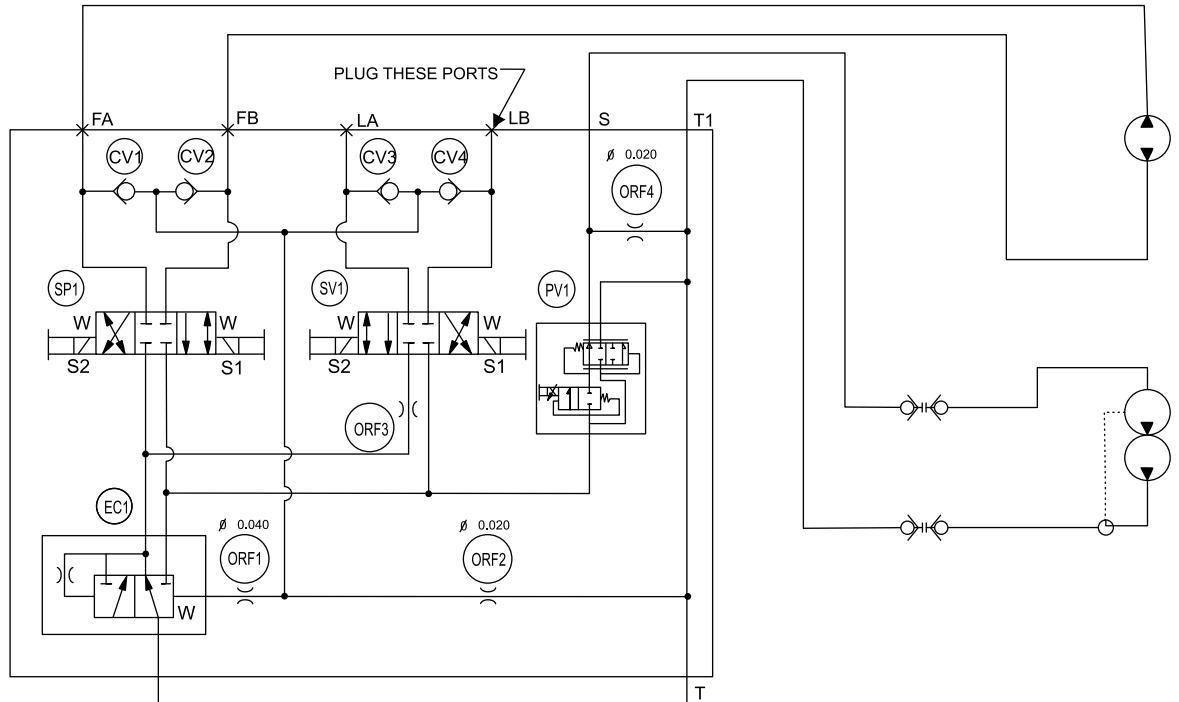 PLUG THESE PORTS
FA
FB
LA
LB
S
T1
CV1
CV2
CV3
CV4
Ø 0.020
ORF4
SP1
SV1
PV1
W
W
W
W
S2
S1
S2
S1
ORF3
EC1
Ø 0.040
Ø 0.020
ORF1
ORF2
W
T